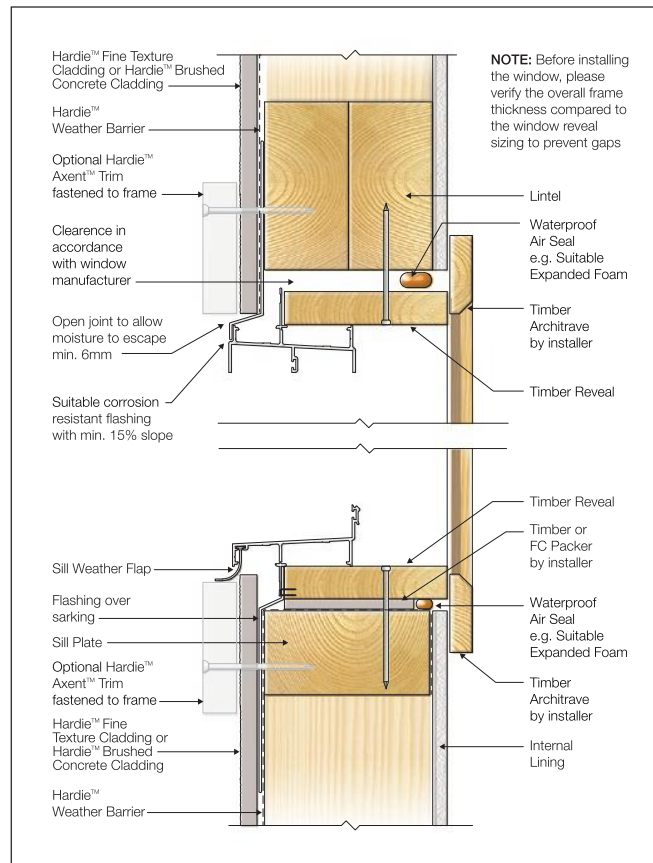 Hardie™ Fine Texture
Cladding or Hardie™ Brushed
Concrete Cladding
Hardie™
Weather Barrier
Optional Hardie™
Axent™ Trim
fastened to frame
Clearence in
accordance
with window
manufacturer
Open joint to allow
moisture to escape
min. 6mm
Suitable corrosion
resistant flashing
with min. 15% slope
NOTE: Before installing
the window, please
verify the overall frame
thickness compared to
the window reveal
sizing to prevent gaps
Lintel
Waterproof
Air Seal
e.g. Suitable
Expanded Foam
Timber
Architrave
by installer
Timber Reveal
Sill Weather Flap
Flashing over
sarking
Sill Plate
Optional Hardie™
Axent™ Trim
fastened to frame
Hardie™ Fine
Texture Cladding or
Hardie™ Brushed
Concrete Cladding
Hardie™
Weather Barrier
Timber Reveal
Timber or
FC Packer
by installer
Waterproof
Air Seal
e.g. Suitable
Expanded Foam
Timber
Architrave
by installer
Internal
Lining